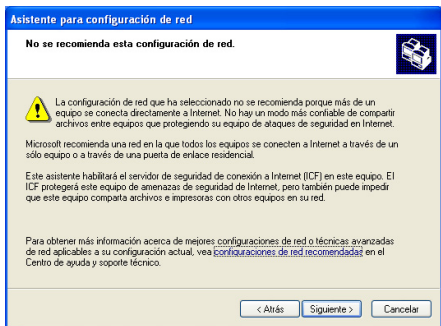 Asistente para configuración de red
No se recomienda esta configuración de red.
La configuración de red que ha seleccionado no se recomienda porque más de un
equipo se conecta directamente a Internet. No hay un modo más confiable de compartir
archivos entre equipos que protegiendo su equipo de ataques de seguridad en Internet.
Microsoft recomienda una red en la que todos los equipos se conecten a Internet a través de un
sólo equipo o a través de una puerta de enlace residencial.
Este asistente habilitará el servidor de seguridad de conexión a Internet (ICF) en este equipo. El
ICF protegerá este equipo de amenazas de seguridad de Internet, pero también puede impedir
que este equipo comparta archivos e impresoras con otros equipos en su red.
Para obtener más información acerca de mejores configuraciones de red o técnicas avanzadas
de red aplicables a su configuración actual, vea configuraciones de red recomendadas en el
Centro de ayuda y soporte técnico.
< Atrás Siguiente > Cancelar